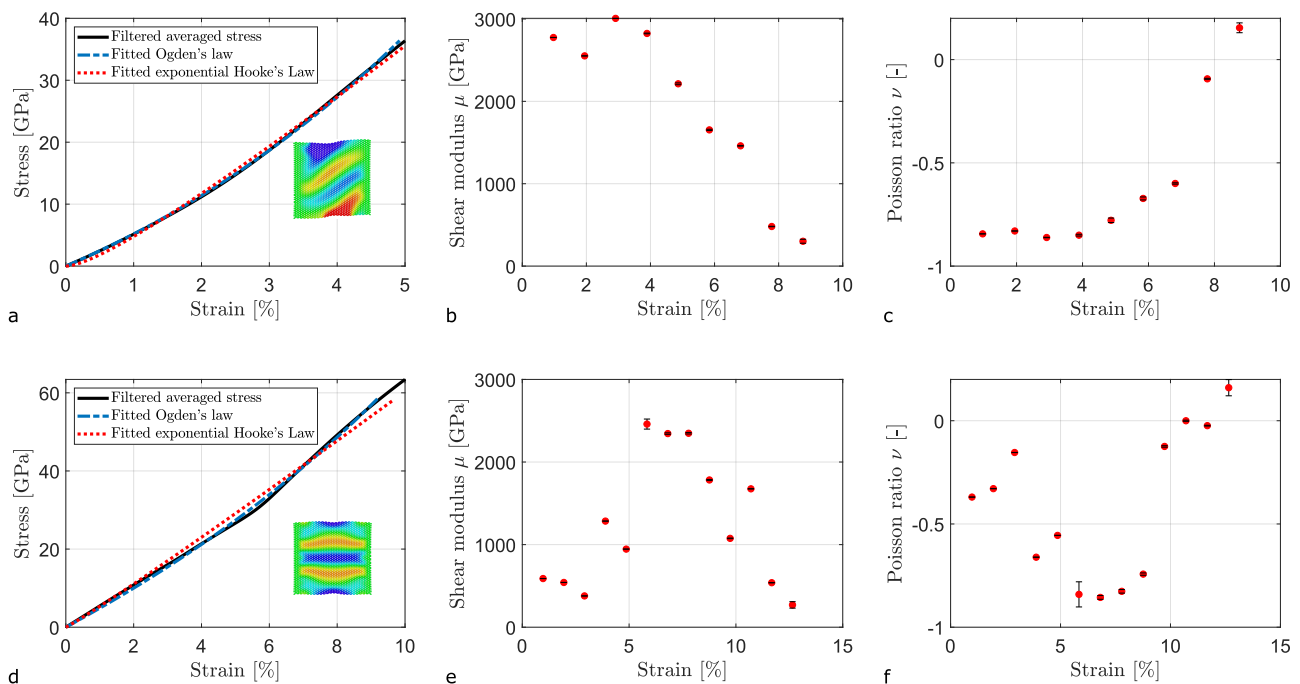 40
30
20
10
0
Stress [GPa]
Filtered averaged stress
Fitted Ogden's law
Fitted exponential Hooke's Law
0 1 2 3 4 5
Strain [%]
a
3000
2000
1000
0
Shear modulus μ [GPa]
0 5 10 15
Strain [%]
b
0
-0.5
-1
Poisson ratio ν [-]
0 2 4 6 8 10
Strain [%]
c
60
40
20
0
Stress [GPa]
Filtered averaged stress
Fitted Ogden's law
Fitted exponential Hooke's Law
0 2 4 6 8 10
Strain [%]
d
3000
2000
1000
0
Shear modulus μ [GPa]
0 5 10 15
Strain [%]
e
0
-0.5
-1
Poisson ratio ν [-]
0 5 10 15
Strain [%]
f